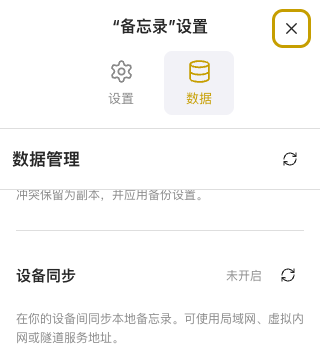 “备忘录”设置
设置
数据
数据管理
冲突保留为副本，并应用备份设置。
设备同步
未开启
在你的设备间同步本地备忘录。可使用局域网、虚拟内
网或隧道服务地址。